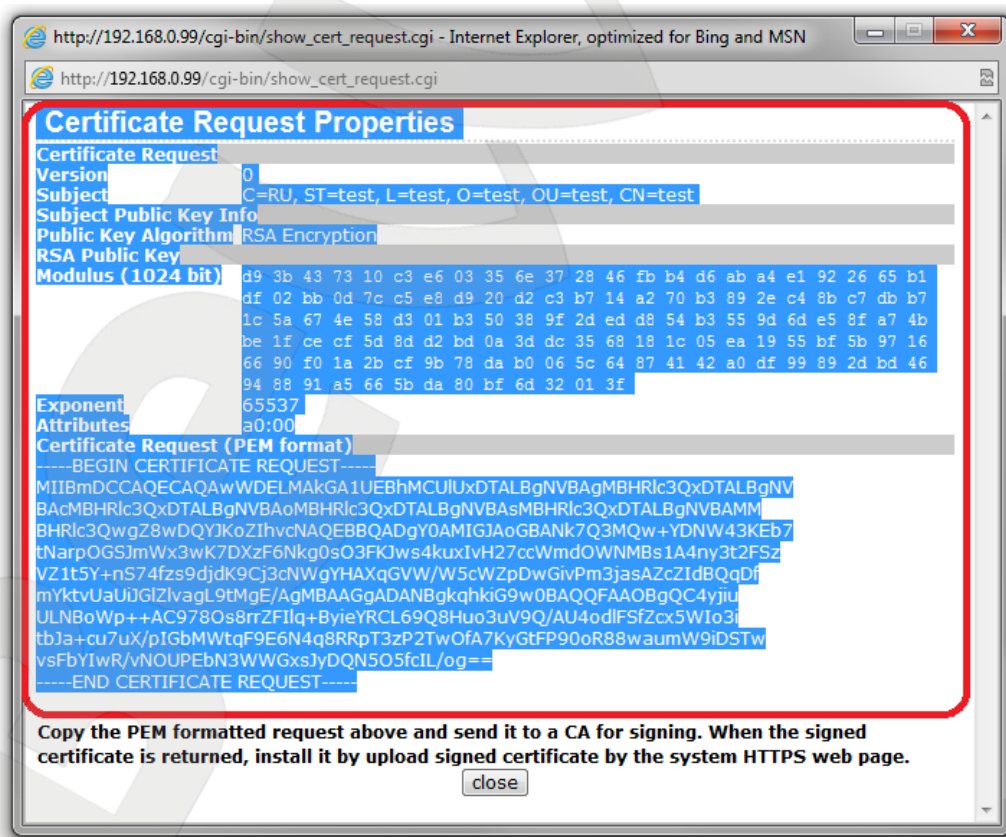 http://192.168.0.99/cgi-bin/show_cert_request.cgi - Internet Explorer, optimized for Bing and MSN
http://192.168.0.99/cgi-bin/show_cert_request.cgi
Certificate Request Properties
Certificate Request
Version 0
Subject C=RU, ST=test, L=test, O=test, OU=test, CN=test
Subject Public Key Info
Public Key Algorithm RSA Encryption
RSA Public Key
Modulus (1024 bit) d9 3b 43 73 10 c3 e6 03 35 6e 37 28 46 fb b4 d6 ab a4 e1 92 26 65 b1
df 02 bb 0d 7c c5 e8 d9 20 d2 c3 b7 14 a2 70 b3 89 2e c4 8b c7 db b7
1c 5a 67 4e 58 d3 01 b3 50 38 9f 2d ed d8 54 b3 55 9d 6d e5 8f a7 4b
be 1f ce cf 5d 8d d2 bd 0a 3d dc 35 68 18 1c 05 ea 19 55 bf 5b 97 16
66 90 f0 1a 2b cf 9b 78 da b0 06 5c 64 87 41 42 a0 df 99 89 2d bd 46
94 88 91 a5 66 5b da 80 bf 6d 32 01 3f
Exponent 65537
Attributes a0:00
Certificate Request (PEM format)
-----BEGIN CERTIFICATE REQUEST-----
MIIBmDCCAQECAQAwWDELMAkGA1UEBhMCUlUxDTALBgNVBAgMBHRlc3QxDTALBgNV
BAcMBHRlc3QxDTALBgNVBAoMBHRlc3QxDTALBgNVBAsMBHRlc3QxDTALBgNVBAMM
BHRlc3QwgZ8wDQYJKoZIhvcNAQEBBQADgY0AMIGJAoGBANk7Q3MQw+YDNW43KEb7
tNarpOGSJmWx3wK7DXzF6Nkg0sO3FKJws4kuxIvH27ccWmdOWNMBs1A4ny3t2FSz
VZ1t5Y+nS74fzs9djdK9Cj3cNWgYHAXqGVW/W5cWZpDwGivPm3jasAZcZIdBQqDf
mYktvUaUiJGlZlvagL9tMgE/AgMBAAGgADANBgkqhkiG9w0BAQQFAAOBgQC4yjiu
ULNBoWp++AC978Os8rrZFIlq+ByieYRCL69Q8Huo3uV9Q/AU4odlFSfZcx5WIo3i
tbJa+cu7uX/pIGbMWtqF9E6N4q8RRpT3zP2TwOfA7KyGtFP90oR88waumW9iDSTw
vsFbYIwR/vNOUPEbN3WWGxsJyDQN5O5fcIL/og==
-----END CERTIFICATE REQUEST-----
Copy the PEM formatted request above and send it to a CA for signing. When the signed
certificate is returned, install it by upload signed certificate by the system HTTPS web page.
close